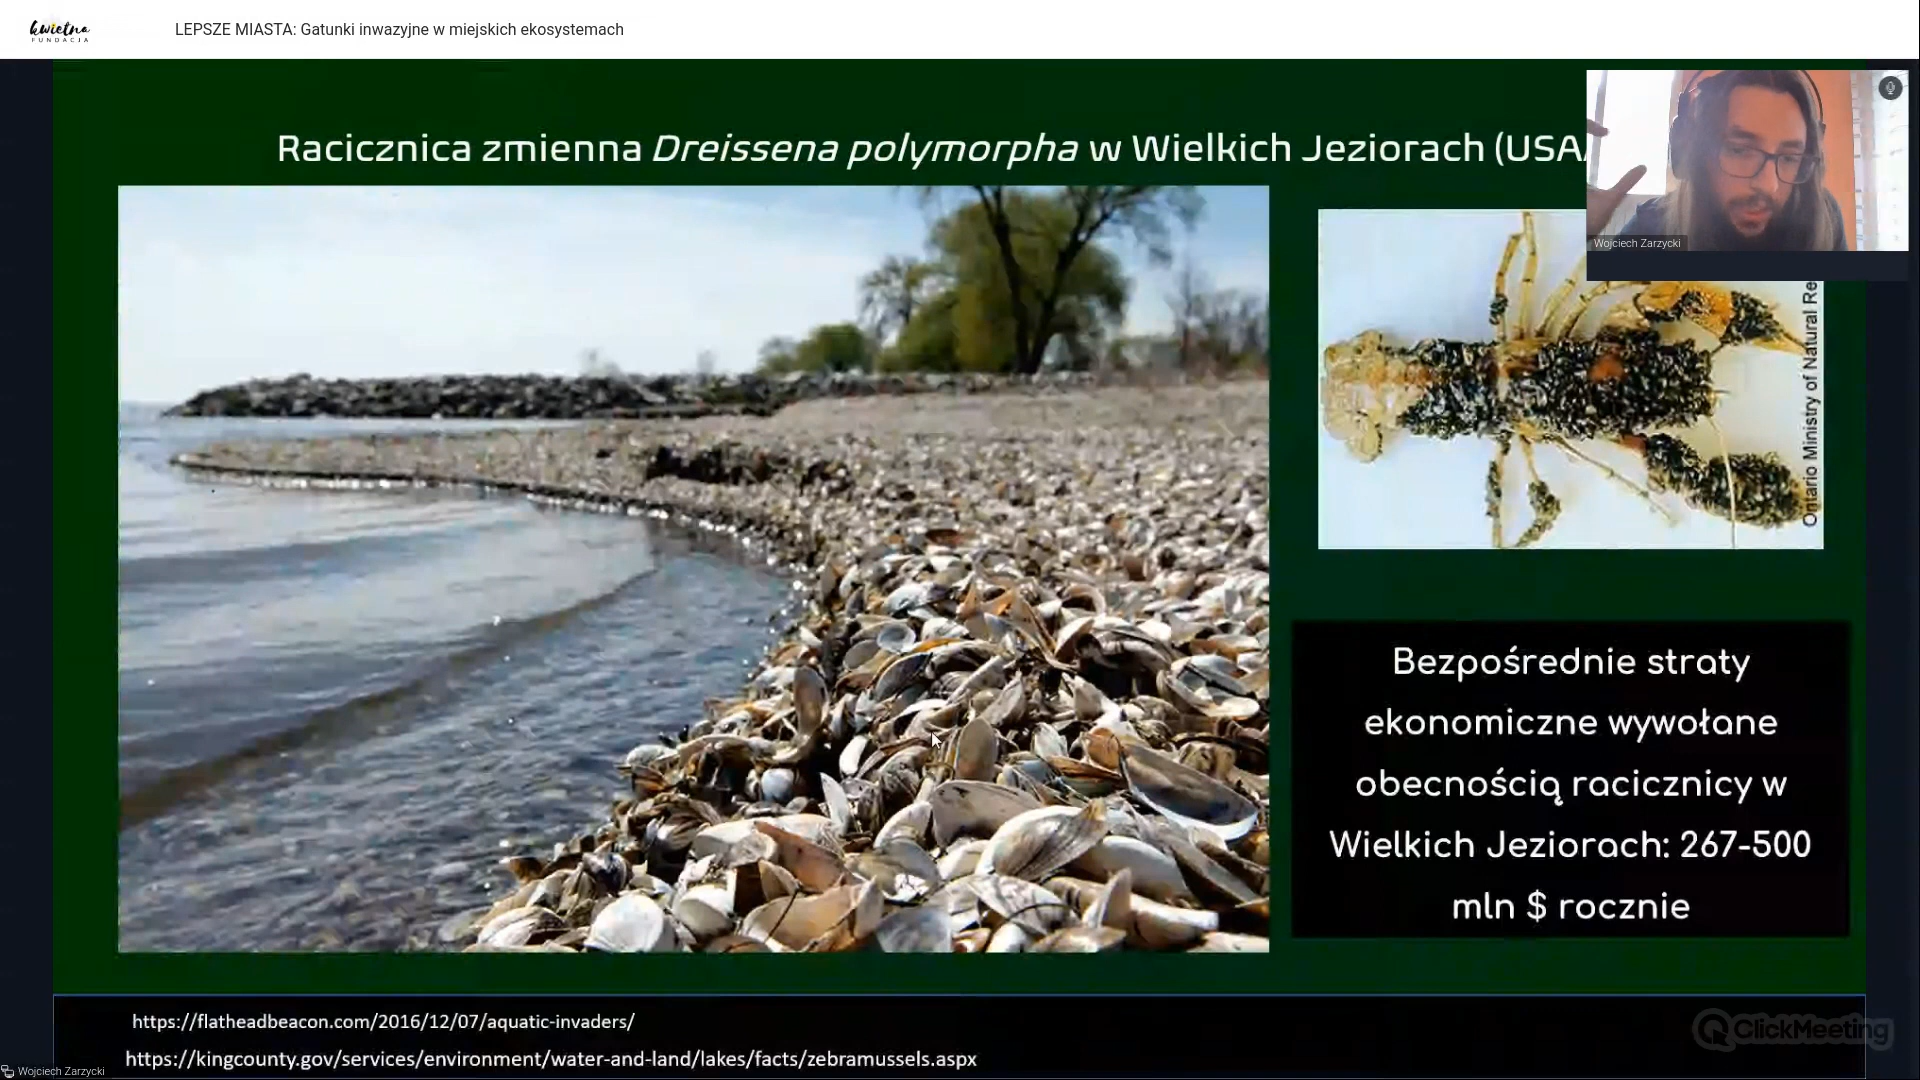 kwietna
FUNDACJA
LEPSZE MIASTA: Gatunki inwazyjne w miejskich ekosystemach
Racicznica zmienna Dreissena polymorpha w Wielkich Jeziorach (USA
Wojciech Zarzycki
Ontario Ministry of Natural Re
Bezpośrednie straty
ekonomiczne wywołane
obecnością racicznicy w
Wielkich Jeziorach: 267-500
mln $ rocznie
https://flatheadbeacon.com/2016/12/07/aquatic-invaders/
https://kingcounty.gov/services/environment/water-and-land/lakes/facts/zebramussels.aspx
ClickMeeting
Wojciech Zarzycki